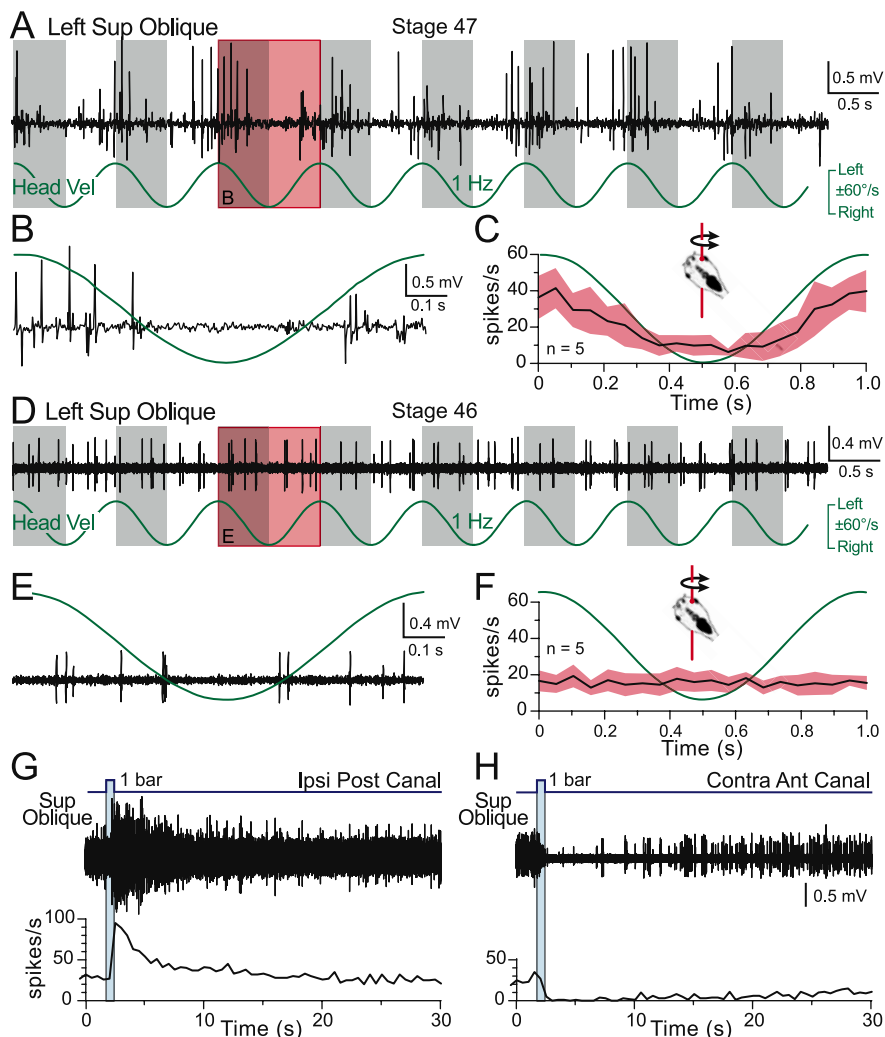 A Left Sup Oblique Stage 47
0.5 mV
0.5 s
Head Vel B 1 Hz
Left
±60°/s
Right
B
0.5 mV
0.1 s
C
spikes/s
60
40
20
0
n = 5
0 0.2 0.4 0.6 0.8 1.0
Time (s)
D Left Sup Oblique Stage 46
0.4 mV
0.5 s
Head Vel E 1 Hz
Left
±60°/s
Right
E
0.4 mV
0.1 s
F
spikes/s
60
40
20
0
n = 5
0 0.2 0.4 0.6 0.8 1.0
Time (s)
G
1 bar Ipsi Post Canal
Sup
Oblique
spikes/s
100
50
0
0 10 20 30
Time (s)
H
1 bar Contra Ant Canal
Sup
Oblique
0.5 mV
50
0
0 10 20 30
Time (s)